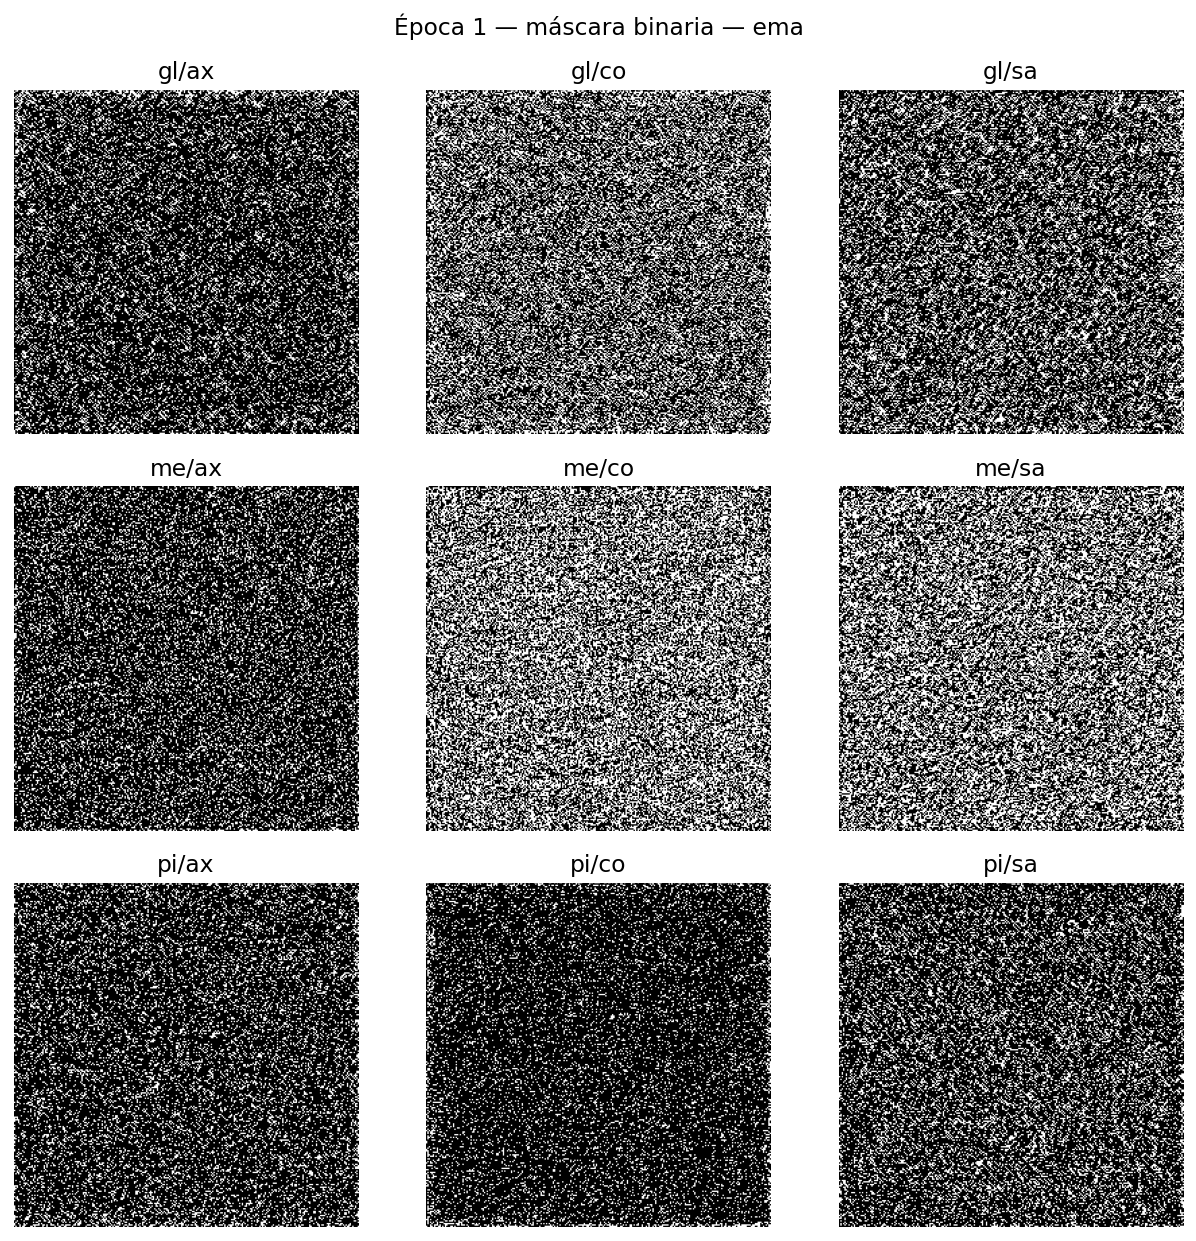 Época 1 — máscara binaria — ema
gl/ax gl/co gl/sa
me/ax me/co me/sa
pi/ax pi/co pi/sa